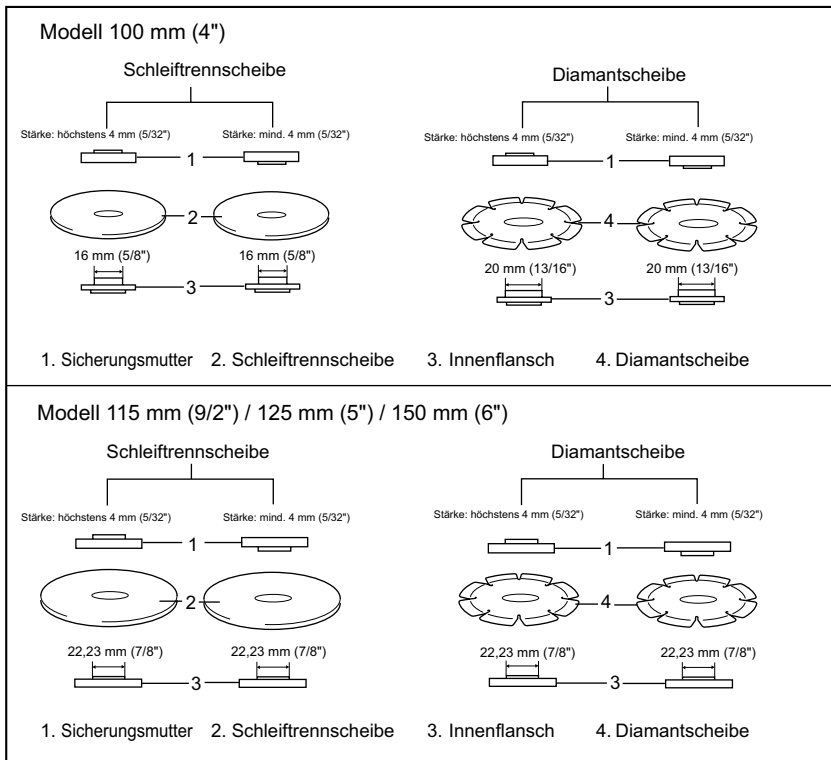 Modell 100 mm (4")
Schleiftrennscheibe
Diamantscheibe
Stärke: höchstens 4 mm (5/32") Stärke: mind. 4 mm (5/32")
Stärke: höchstens 4 mm (5/32") Stärke: mind. 4 mm (5/32")
1
1
2
4
16 mm (5/8") 16 mm (5/8")
20 mm (13/16") 20 mm (13/16")
3
3
1. Sicherungsmutter 2. Schleiftrennscheibe 3. Innenflansch 4. Diamantscheibe
Modell 115 mm (9/2") / 125 mm (5") / 150 mm (6")
Schleiftrennscheibe
Diamantscheibe
Stärke: höchstens 4 mm (5/32") Stärke: mind. 4 mm (5/32")
Stärke: höchstens 4 mm (5/32") Stärke: mind. 4 mm (5/32")
1
1
2
4
22,23 mm (7/8") 22,23 mm (7/8")
22,23 mm (7/8") 22,23 mm (7/8")
3
3
1. Sicherungsmutter 2. Schleiftrennscheibe 3. Innenflansch 4. Diamantscheibe